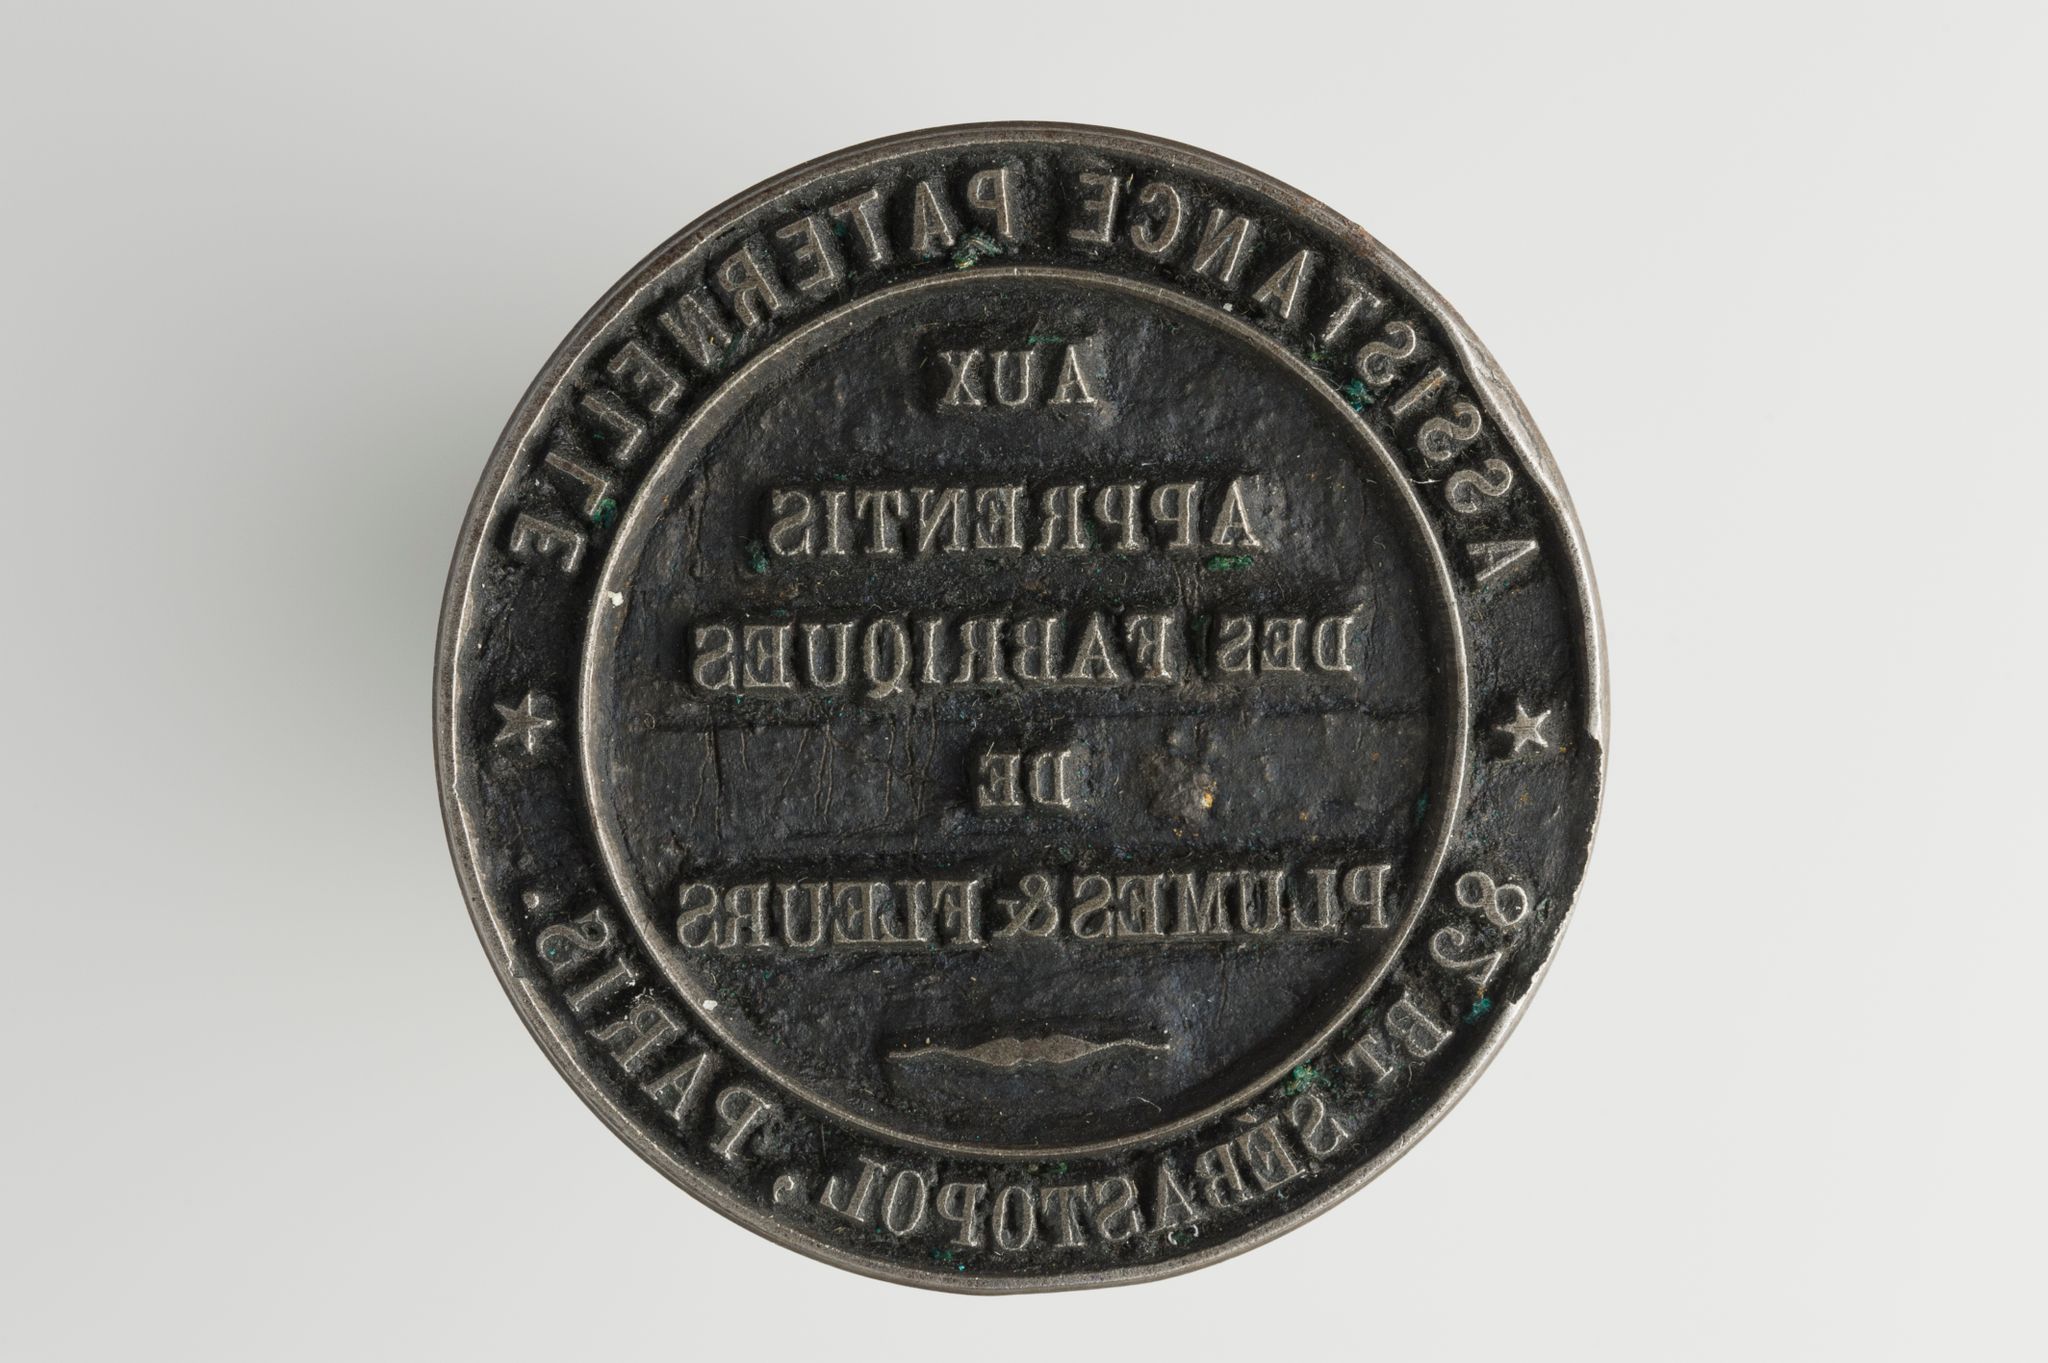 ASSISTANCE PATERNELLE
AUX
APPRENTIS
DES FABRIQUES
DE
PLUMES & FLEURS
82 Bt SÉBASTOPOL, PARIS.